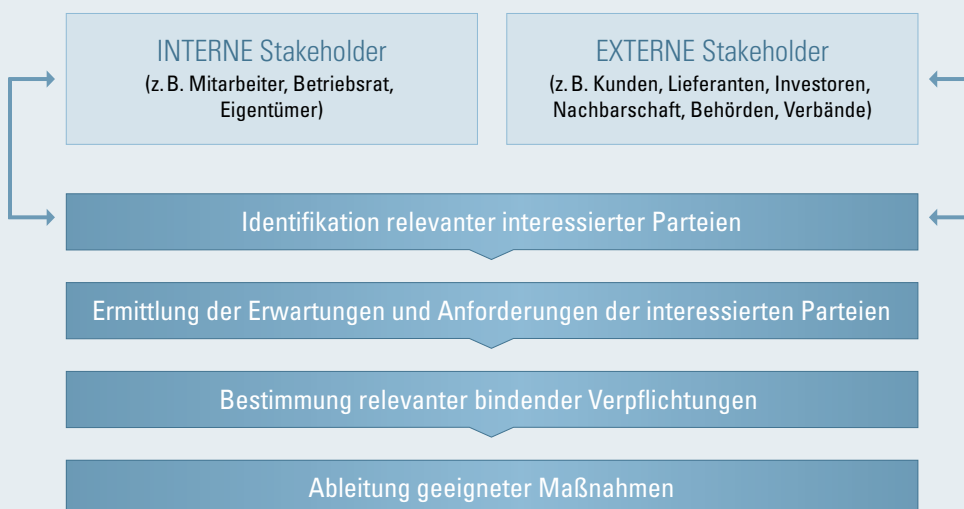 INTERNE Stakeholder
(z. B. Mitarbeiter, Betriebsrat,
Eigentümer)
EXTERNE Stakeholder
(z. B. Kunden, Lieferanten, Investoren,
Nachbarschaft, Behörden, Verbände)
Identifikation relevanter interessierter Parteien
Ermittlung der Erwartungen und Anforderungen der interessierten Parteien
Bestimmung relevanter bindender Verpflichtungen
Ableitung geeigneter Maßnahmen